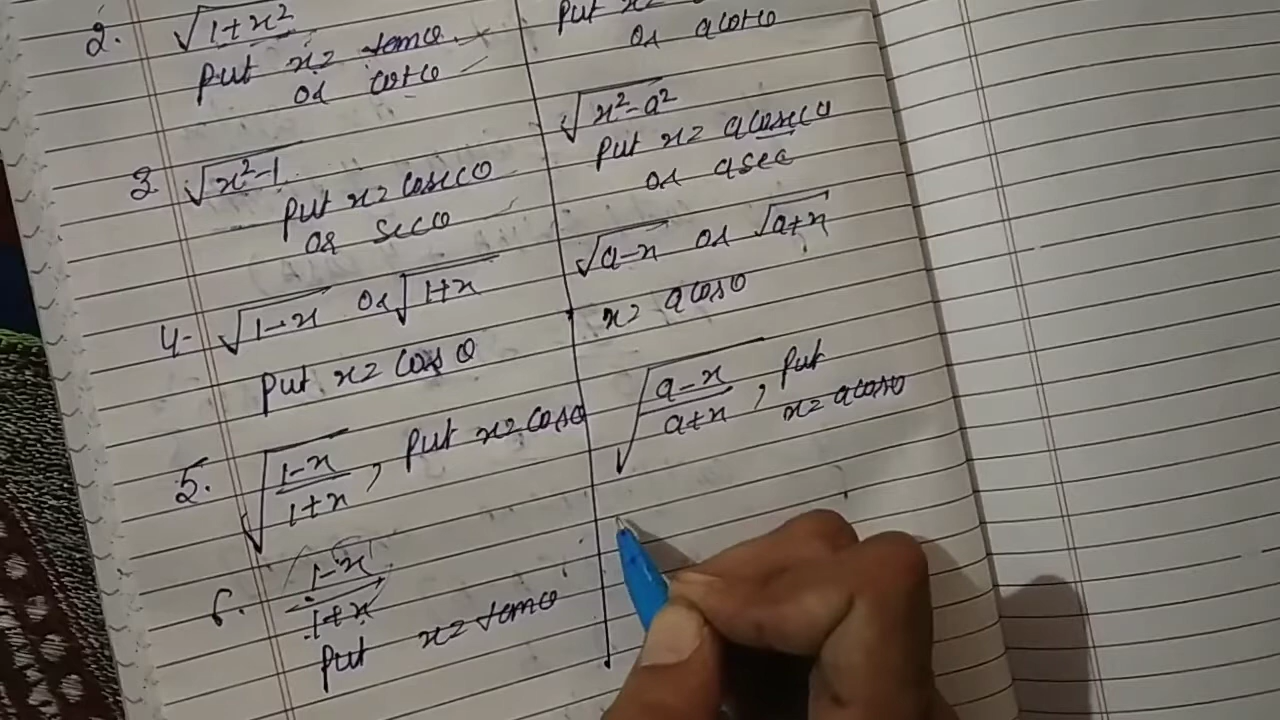 2. √1+x²
Put x= tanθ
or cotθ
3 √x²-1
Put x= cosecθ
or secθ
4- √1-x or √1+x
Put x= cosθ
5. √1-x/1+x, Put x=cosθ
6. 1-x/1+x
Put x= tanθ
Put x=
or acotθ
√x²-a²
Put x= acosecθ
or asecθ
√a-x or √a+x
x= acosθ
√a-x/a+x, Put
x= acosθ